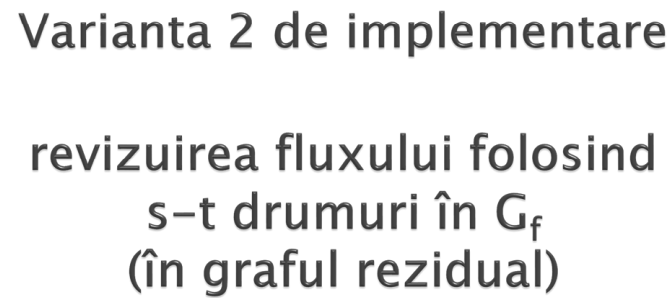 Varianta 2 de implementare
revizuirea fluxului folosind
s-t drumuri în Gf
(în graful rezidual)